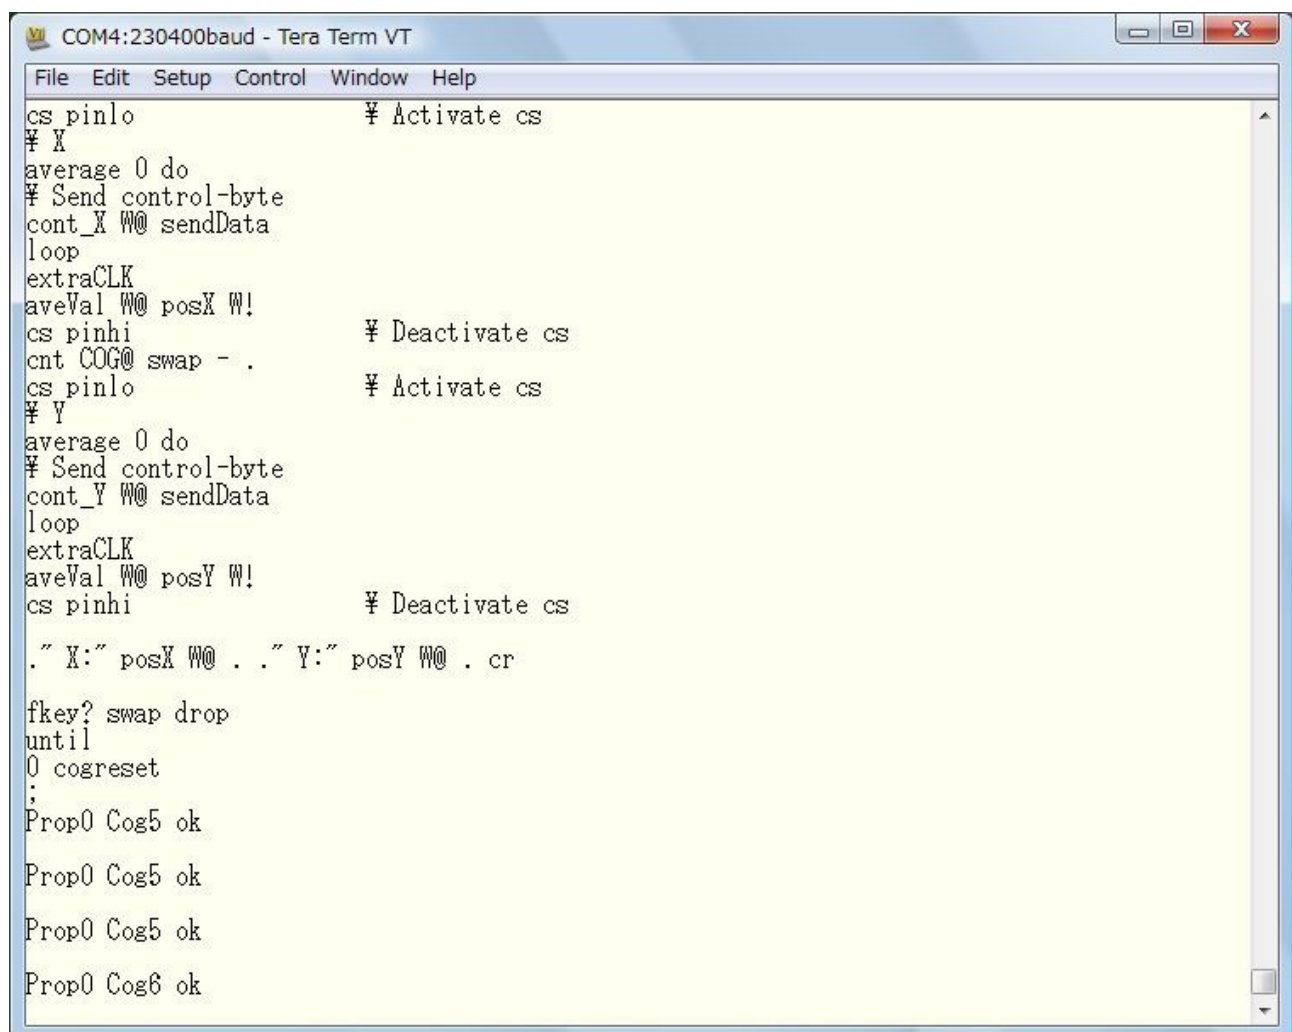 COM4:230400baud - Tera Term VT
File Edit Setup Control Window Help
cs pinlo ¥ Activate cs
¥ X
average 0 do
¥ Send control-byte
cont_X W@ sendData
loop
extraCLK
aveVal W@ posX W!
cs pinhi ¥ Deactivate cs
cnt COG@ swap - .
cs pinlo ¥ Activate cs
¥ Y
average 0 do
¥ Send control-byte
cont_Y W@ sendData
loop
extraCLK
aveVal W@ posY W!
cs pinhi ¥ Deactivate cs
." X:" posX W@ . ." Y:" posY W@ . cr
fkey? swap drop
until
0 cogreset
;
Prop0 Cog5 ok
Prop0 Cog5 ok
Prop0 Cog5 ok
Prop0 Cog6 ok